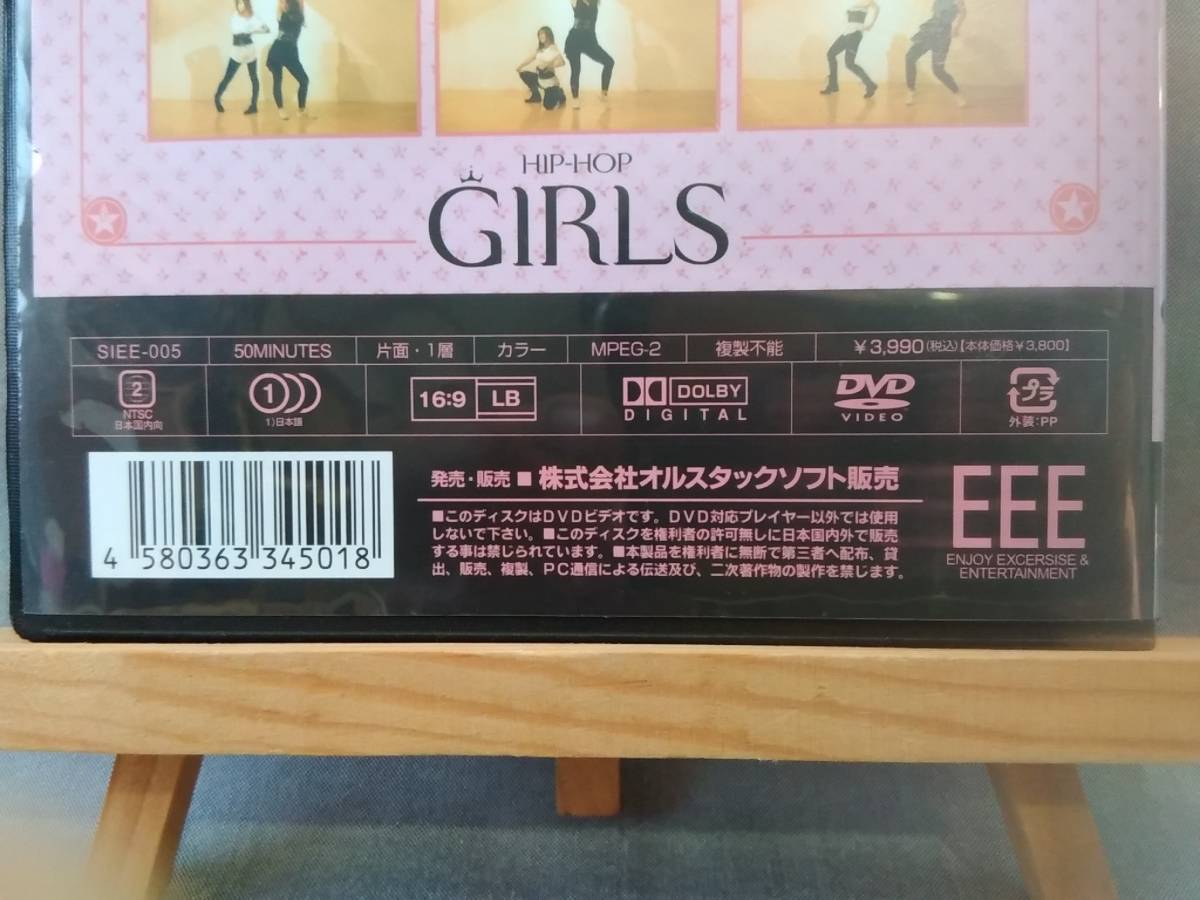 HIP-HOP
GIRLS
SIEE-005 50MINUTES 片面・1層 カラー MPEG-2 複製不能 ¥3,990(税込)【本体価格¥3,800】
2
NTSC
日本国内向
1
1)日本語
16:9 LB
DOLBY
DIGITAL
DVD
VIDEO
プラ
外装:PP
4 580363 345018
発売・販売■株式会社オルスタックソフト販売
■このディスクはDVDビデオです。DVD対応プレイヤー以外では使用
しないで下さい。■このディスクを権利者の許可無しに日本国内外で販売
する事は禁じられています。■本製品を権利者に無断で第三者へ配布、貸
出、販売、複製、PC通信による伝送及び、二次著作物の製作を禁じます。
EEE
ENJOY EXCERSISE &
ENTERTAINMENT